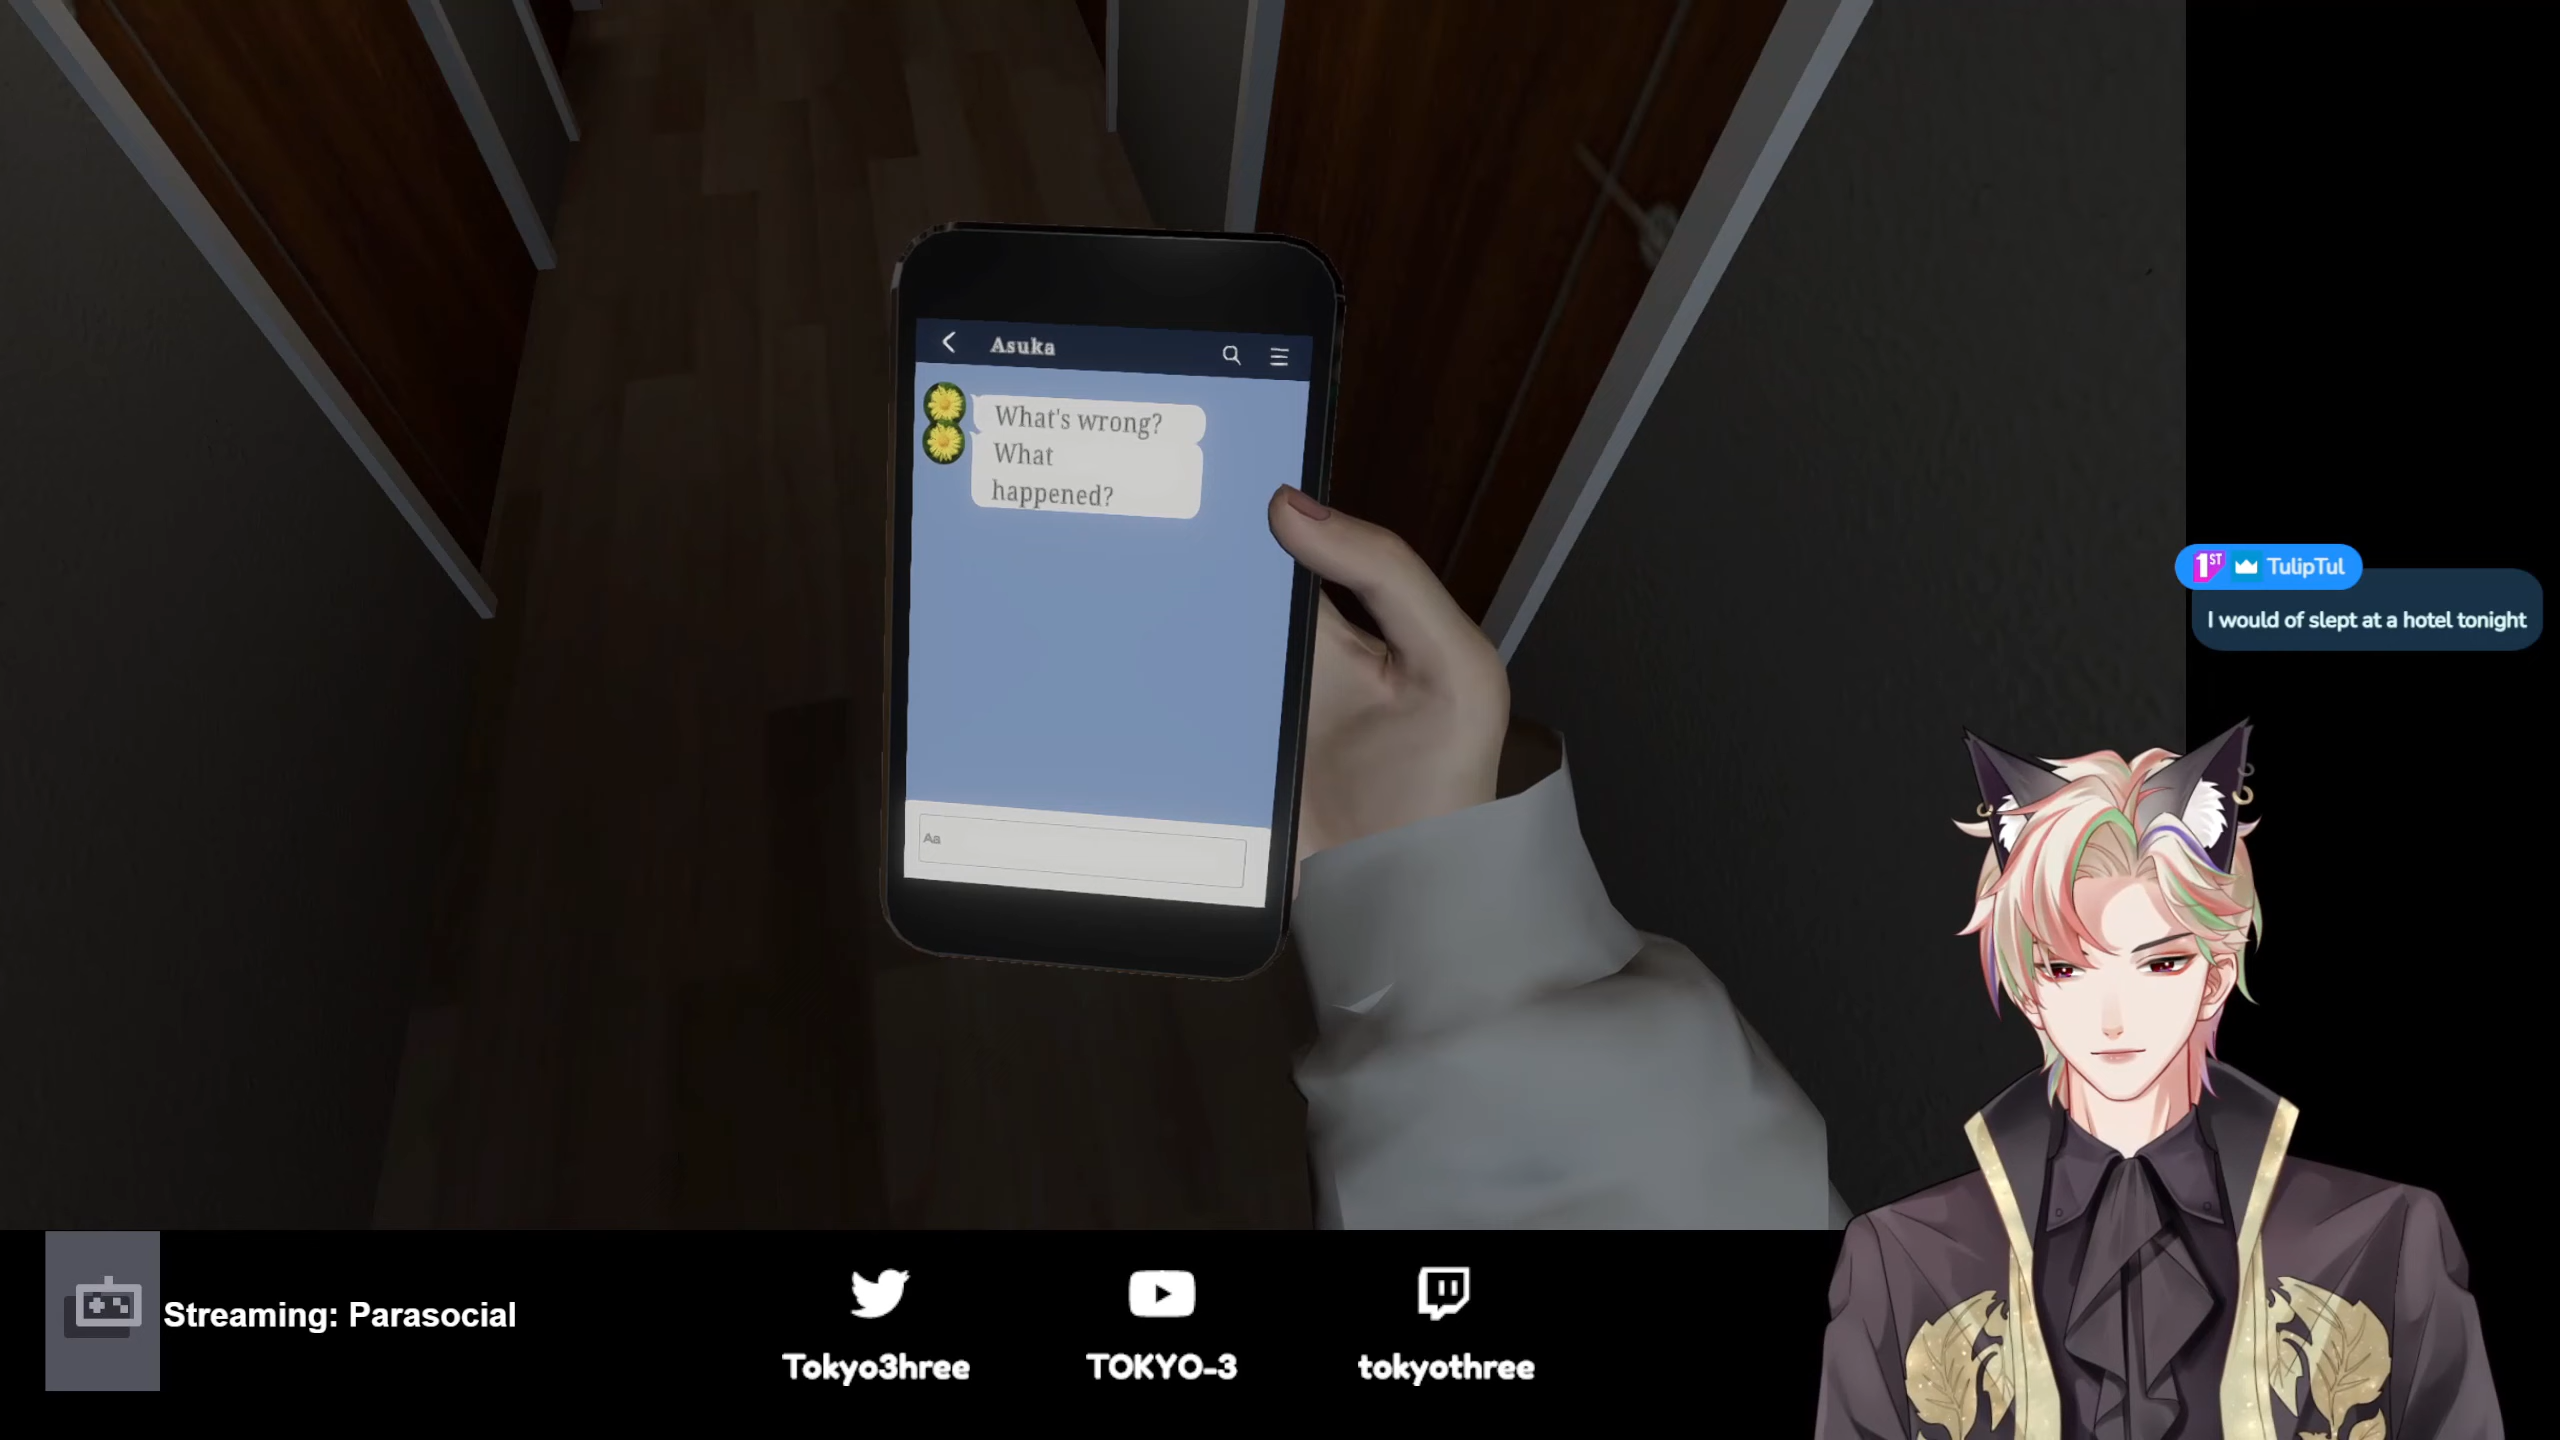 Asuka
What's wrong?
What
happened?
Aa
1ST TulipTul
I would of slept at a hotel tonight
Streaming: Parasocial
Tokyo3hree
TOKYO-3
tokyothree